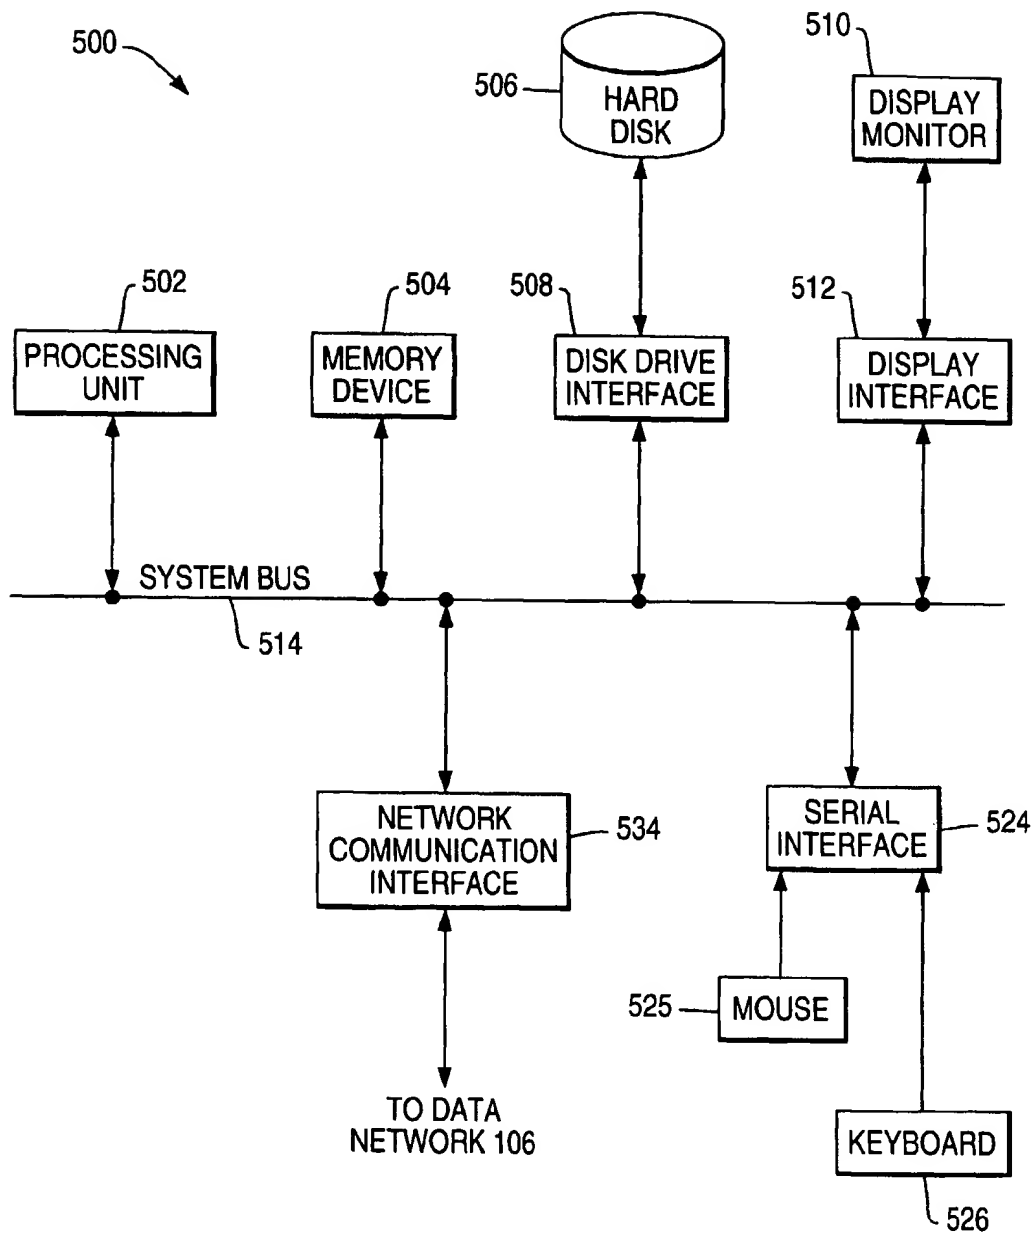 500
506
HARD
DISK
510
DISPLAY
MONITOR
502
PROCESSING
UNIT
504
MEMORY
DEVICE
508
DISK DRIVE
INTERFACE
512
DISPLAY
INTERFACE
SYSTEM BUS
514
NETWORK
COMMUNICATION
INTERFACE
534
SERIAL
INTERFACE
524
525
MOUSE
TO DATA
NETWORK 106
KEYBOARD
526